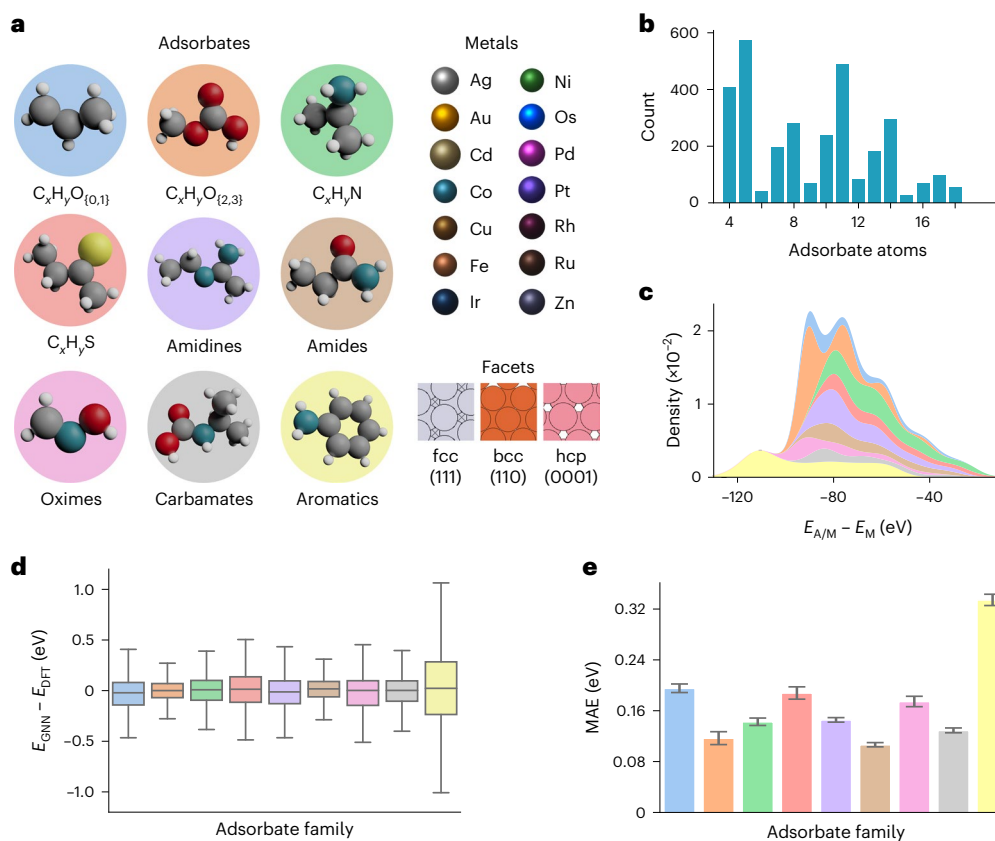 a
Adsorbates
CxHyO{0,1}
CxHyO{2,3}
CxHyN
CxHyS
Amidines
Amides
Oximes
Carbamates
Aromatics
Metals
Ag
Ni
Au
Os
Cd
Pd
Co
Pt
Cu
Rh
Fe
Ru
Ir
Zn
Facets
fcc
(111)
bcc
(110)
hcp
(0001)
b
Count
600
400
200
0
4
8
12
16
Adsorbate atoms
c
Density (×10−2)
2
1
0
−120
−80
−40
EA/M − EM (eV)
d
EGNN − EDFT (eV)
1.0
0.5
0
−0.5
−1.0
Adsorbate family
e
MAE (eV)
0.32
0.24
0.16
0.08
0
Adsorbate family